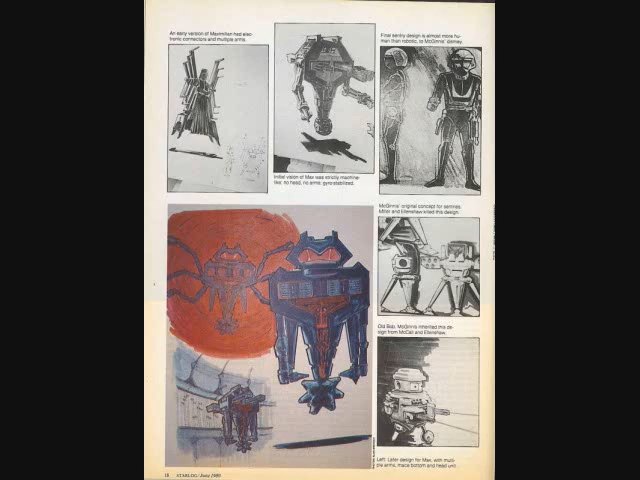 An early version of Maximilian had elec-
tronic connectors and multiple arms.
Initial vision of Max was strictly machine-
like: no head, no arms; gyro-stabilized.
Final sentry design is almost more hu-
man than robotic, to McGinnis' dismay.
McGinnis' original concept for sentries.
Miller and Ellenshaw killed this design.
Old Bob. McGinnis inherited this de-
sign from McCall and Ellenshaw.
Left: Later design for Max, with multi-
ple arms, mace bottom and head unit.
18 STARLOG/June 1980